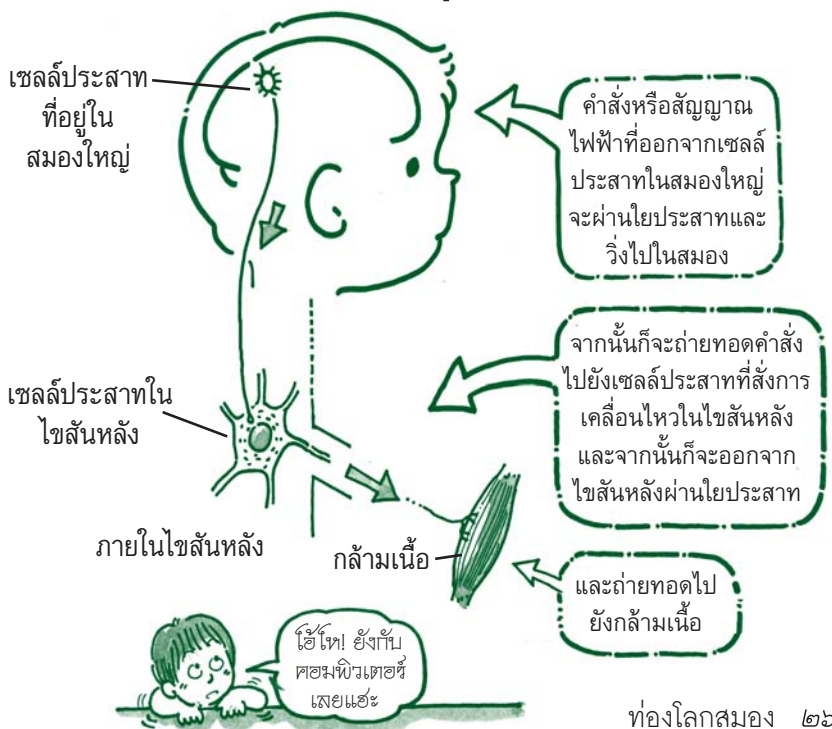 เซลล์ประสาท
ที่อยู่ใน
สมองใหญ่
คำสั่งหรือสัญญาณ
ไฟฟ้าที่ออกจากเซลล์
ประสาทในสมองใหญ่
จะผ่านใยประสาทและ
วิ่งไปในสมอง
จากนั้นก็จะถ่ายทอดคำสั่ง
ไปยังเซลล์ประสาทที่สั่งการ
เคลื่อนไหวในไขสันหลัง
และจากนั้นก็จะออกจาก
ไขสันหลังผ่านใยประสาท
เซลล์ประสาทใน
ไขสันหลัง
ภายในไขสันหลัง
กล้ามเนื้อ
และถ่ายทอดไป
ยังกล้ามเนื้อ
โอ้โห! ยังกับ
คอมพิวเตอร์
เลยแฮะ
ท่องโลกสมอง ๒๖